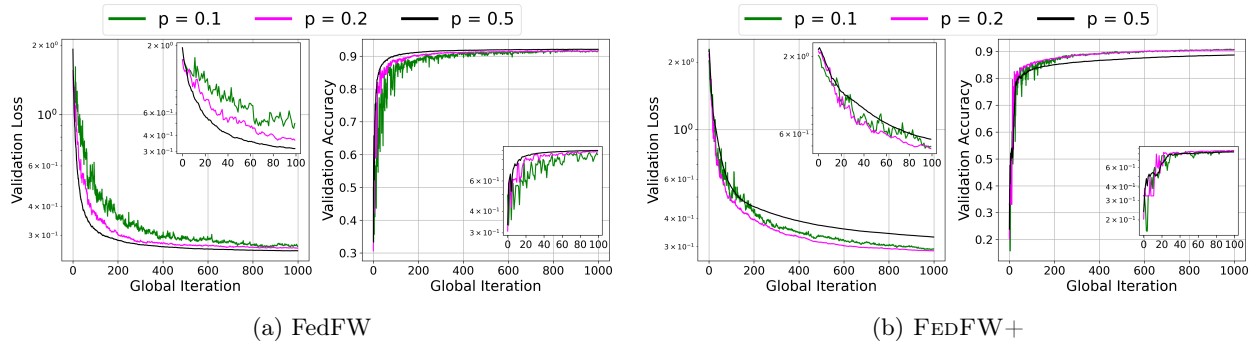 p = 0.1 p = 0.2 p = 0.5
Validation Loss
2 × 10⁰
10⁰
6 × 10⁻¹
4 × 10⁻¹
3 × 10⁻¹
0 200 400 600 800 1000
Global Iteration
2 × 10⁰
6 × 10⁻¹
4 × 10⁻¹
3 × 10⁻¹
0 20 40 60 80 100
Validation Accuracy
0.9
0.8
0.7
0.6
0.5
0.4
0.3
0 200 400 600 800 1000
Global Iteration
6 × 10⁻¹
4 × 10⁻¹
3 × 10⁻¹
0 20 40 60 80 100
(a) FedFW
p = 0.1 p = 0.2 p = 0.5
Validation Loss
2 × 10⁰
10⁰
6 × 10⁻¹
4 × 10⁻¹
3 × 10⁻¹
0 200 400 600 800 1000
Global Iteration
2 × 10⁰
6 × 10⁻¹
0 20 40 60 80 100
Validation Accuracy
0.9
0.8
0.7
0.6
0.5
0.4
0.3
0.2
0 200 400 600 800 1000
Global Iteration
6 × 10⁻¹
4 × 10⁻¹
3 × 10⁻¹
2 × 10⁻¹
0 20 40 60 80 100
(b) FEDFW+